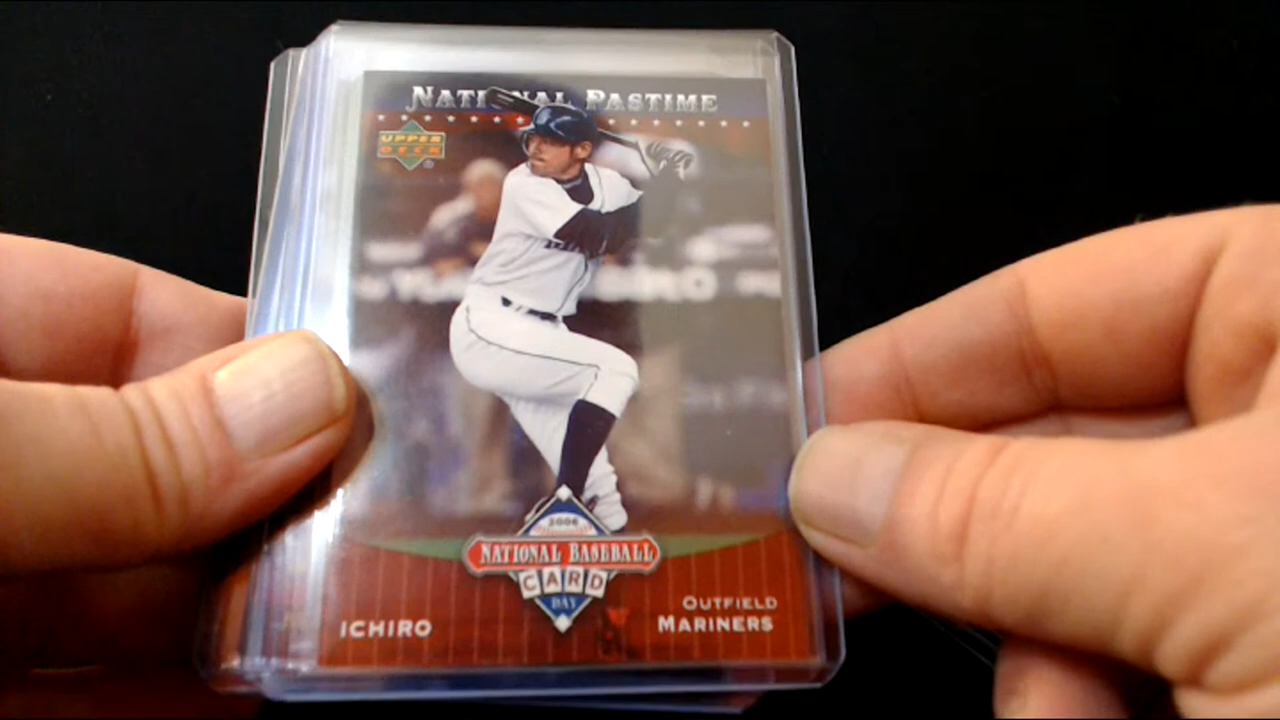 NATIONAL PASTIME
UPPER
DECK
2006
NATIONAL BASEBALL
CARD
DAY
ICHIRO
OUTFIELD
MARINERS